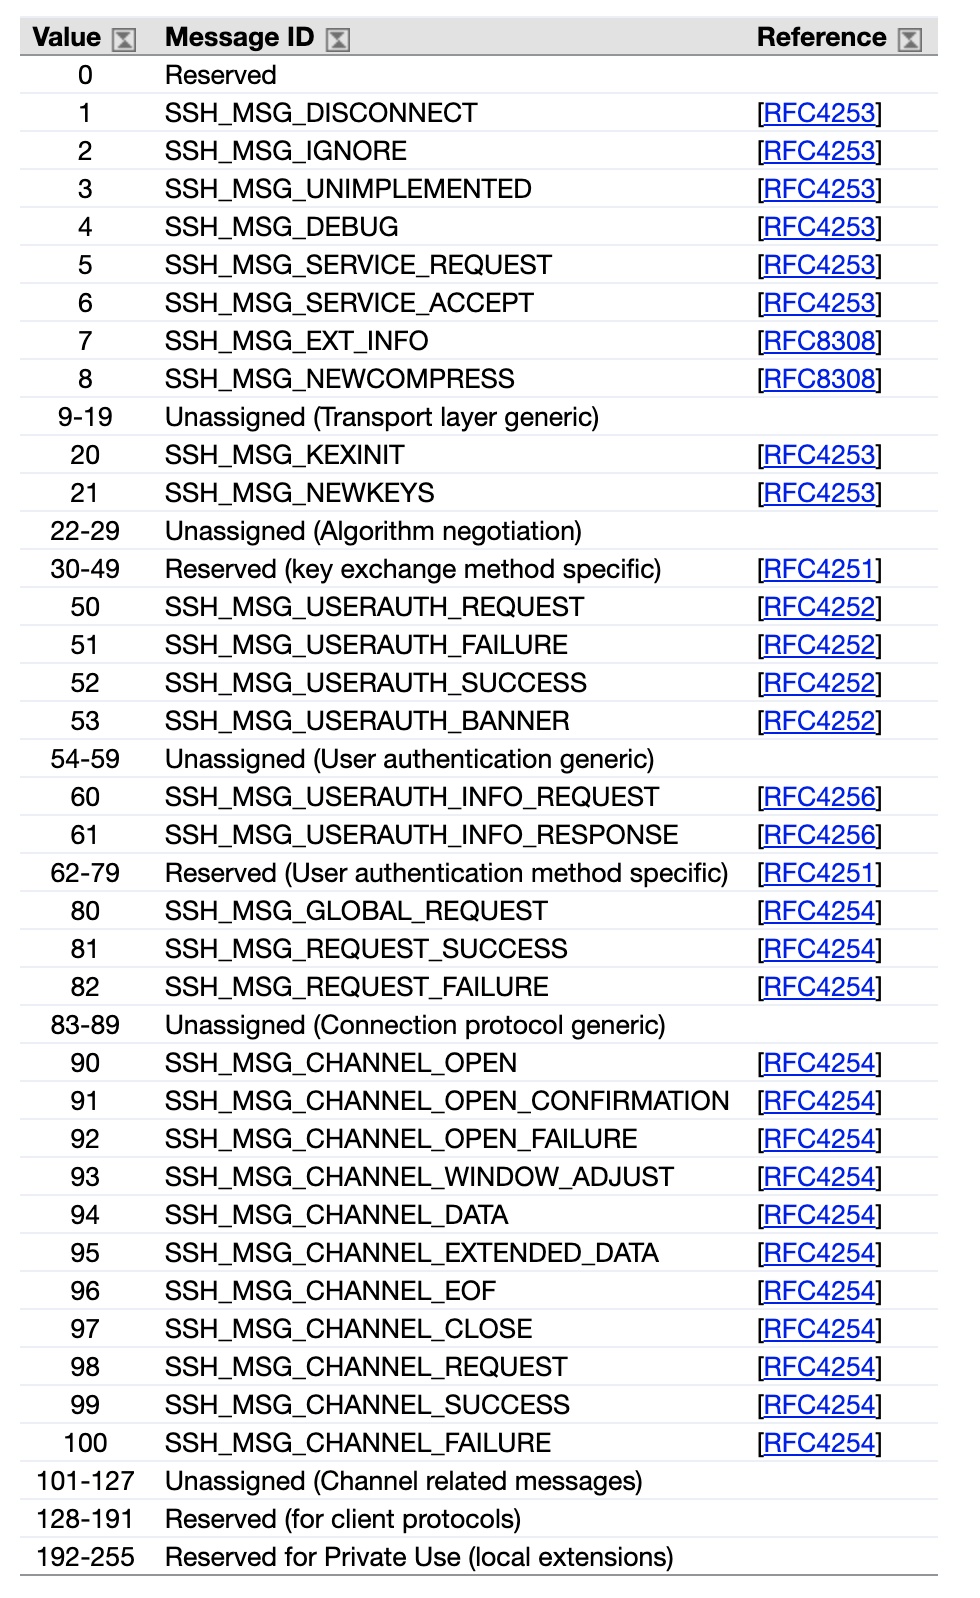 Value Message ID Reference
0 Reserved
1 SSH_MSG_DISCONNECT [RFC4253]
2 SSH_MSG_IGNORE [RFC4253]
3 SSH_MSG_UNIMPLEMENTED [RFC4253]
4 SSH_MSG_DEBUG [RFC4253]
5 SSH_MSG_SERVICE_REQUEST [RFC4253]
6 SSH_MSG_SERVICE_ACCEPT [RFC4253]
7 SSH_MSG_EXT_INFO [RFC8308]
8 SSH_MSG_NEWCOMPRESS [RFC8308]
9-19 Unassigned (Transport layer generic)
20 SSH_MSG_KEXINIT [RFC4253]
21 SSH_MSG_NEWKEYS [RFC4253]
22-29 Unassigned (Algorithm negotiation)
30-49 Reserved (key exchange method specific) [RFC4251]
50 SSH_MSG_USERAUTH_REQUEST [RFC4252]
51 SSH_MSG_USERAUTH_FAILURE [RFC4252]
52 SSH_MSG_USERAUTH_SUCCESS [RFC4252]
53 SSH_MSG_USERAUTH_BANNER [RFC4252]
54-59 Unassigned (User authentication generic)
60 SSH_MSG_USERAUTH_INFO_REQUEST [RFC4256]
61 SSH_MSG_USERAUTH_INFO_RESPONSE [RFC4256]
62-79 Reserved (User authentication method specific) [RFC4251]
80 SSH_MSG_GLOBAL_REQUEST [RFC4254]
81 SSH_MSG_REQUEST_SUCCESS [RFC4254]
82 SSH_MSG_REQUEST_FAILURE [RFC4254]
83-89 Unassigned (Connection protocol generic)
90 SSH_MSG_CHANNEL_OPEN [RFC4254]
91 SSH_MSG_CHANNEL_OPEN_CONFIRMATION [RFC4254]
92 SSH_MSG_CHANNEL_OPEN_FAILURE [RFC4254]
93 SSH_MSG_CHANNEL_WINDOW_ADJUST [RFC4254]
94 SSH_MSG_CHANNEL_DATA [RFC4254]
95 SSH_MSG_CHANNEL_EXTENDED_DATA [RFC4254]
96 SSH_MSG_CHANNEL_EOF [RFC4254]
97 SSH_MSG_CHANNEL_CLOSE [RFC4254]
98 SSH_MSG_CHANNEL_REQUEST [RFC4254]
99 SSH_MSG_CHANNEL_SUCCESS [RFC4254]
100 SSH_MSG_CHANNEL_FAILURE [RFC4254]
101-127 Unassigned (Channel related messages)
128-191 Reserved (for client protocols)
192-255 Reserved for Private Use (local extensions)